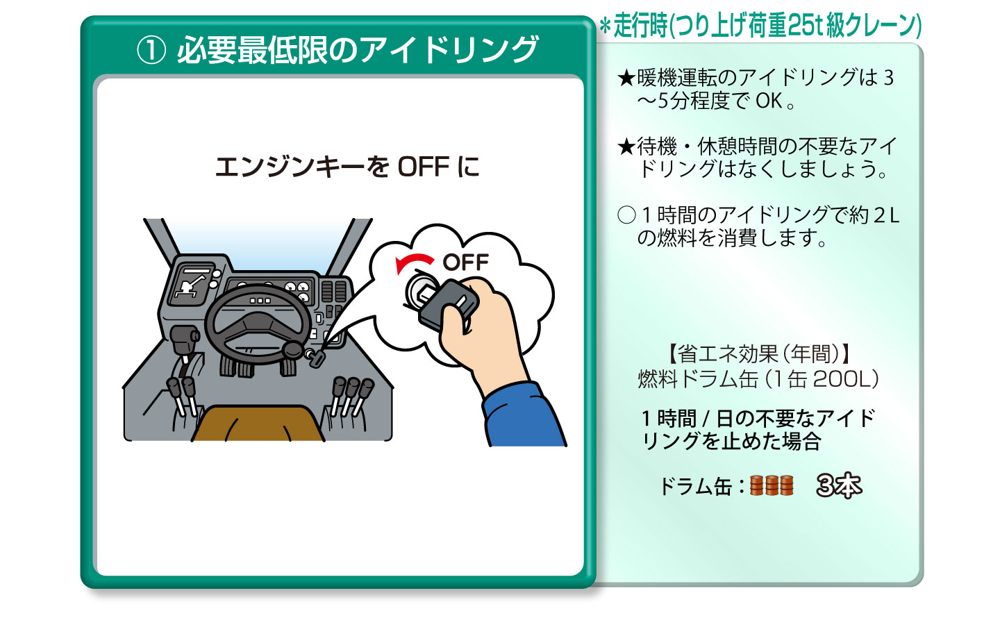 ① 必要最低限のアイドリング
エンジンキーを OFF に
OFF
＊走行時(つり上げ荷重25t級クレーン)
★暖機運転のアイドリングは 3
～5分程度で OK 。
★待機・休憩時間の不要なアイ
ドリングはなくしましょう。
○１時間のアイドリングで約２L
の燃料を消費します。
【省エネ効果（年間）】
燃料ドラム缶（1缶 200L）
1 時間 / 日の不要なアイド
リングを止めた場合
ドラム缶： 3本